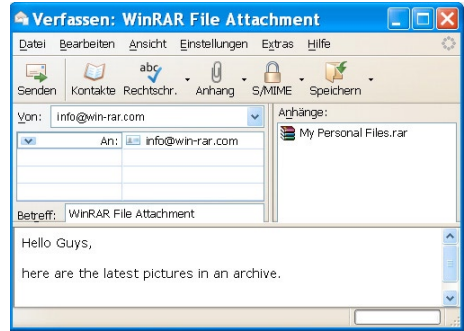 Verfassen: WinRAR File Attachment
Datei Bearbeiten Ansicht Einstellungen Extras Hilfe
abc
Senden Kontakte Rechtschr. Anhang S/MIME Speichern
Von: info@win-rar.com
Anhänge:
An: info@win-rar.com
My Personal Files.rar
Betreff: WinRAR File Attachment
Hello Guys,
here are the latest pictures in an archive.